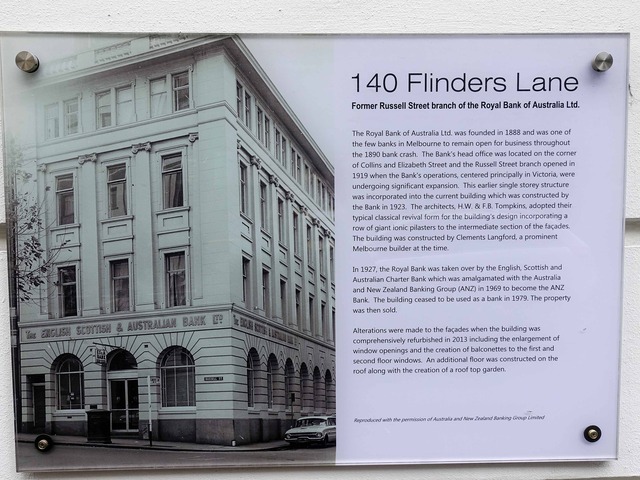 140 Flinders Lane
Former Russell Street branch of the Royal Bank of Australia Ltd.
The Royal Bank of Australia Ltd. was founded in 1888 and was one of
the few banks in Melbourne to remain open for business throughout
the 1890 bank crash. The Bank's head office was located on the corner
of Collins and Elizabeth Street and the Russell Street branch opened in
1919 when the Bank's operations, centered principally in Victoria, were
undergoing significant expansion. This earlier single storey structure
was incorporated into the current building which was constructed by
the Bank in 1923. The architects, H.W. & F.B. Tompkins, adopted their
typical classical revival form for the building's design incorporating a
row of giant ionic pilasters to the intermediate section of the façades.
The building was constructed by Clements Langford, a prominent
Melbourne builder at the time.
In 1927, the Royal Bank was taken over by the English, Scottish and
Australian Charter Bank which was amalgamated with the Australia
and New Zealand Banking Group (ANZ) in 1969 to become the ANZ
Bank. The building ceased to be used as a bank in 1979. The property
was then sold.
Alterations were made to the façades when the building was
comprehensively refurbished in 2013 including the enlargement of
window openings and the creation of balconettes to the first and
second floor windows. An additional floor was constructed on the
roof along with the creation of a roof top garden.
Reproduced with the permission of Australia and New Zealand Banking Group Limited
THE ENGLISH SCOTTISH & AUSTRALIAN BANK LTD
THE ENGLISH SCOTTISH & AUSTRALIAN BANK